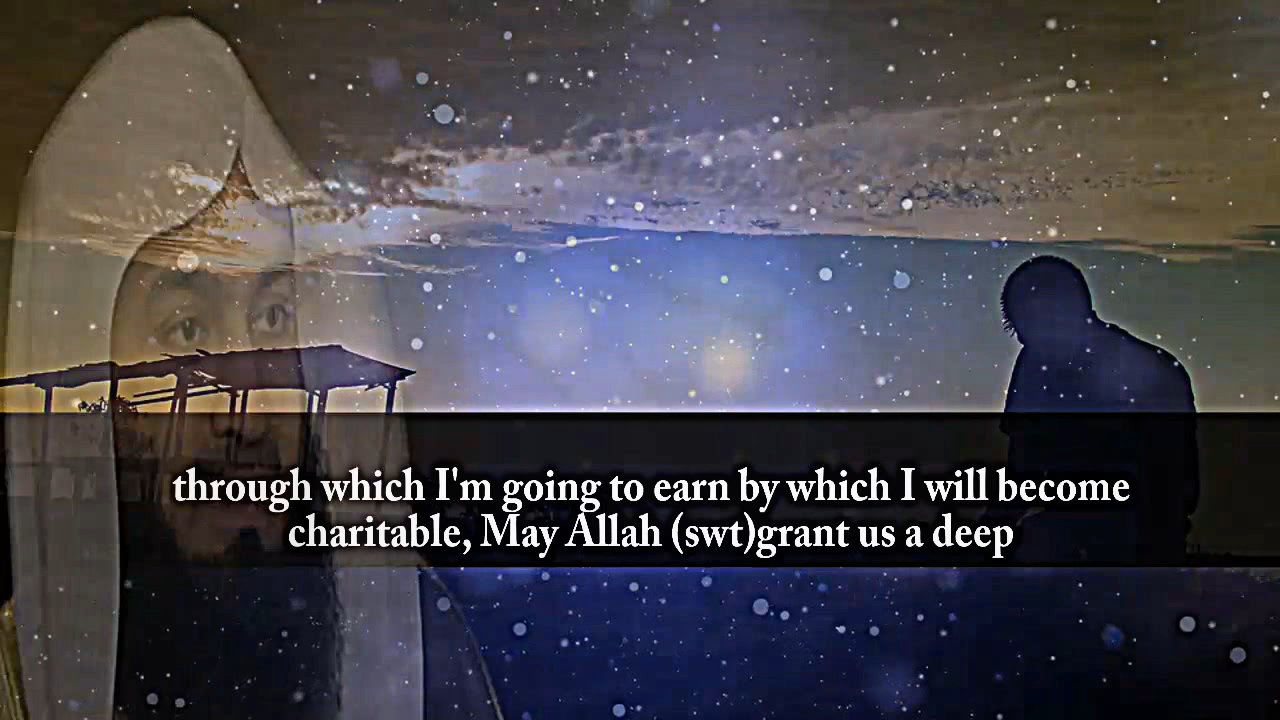 through which I'm going to earn by which I will become
charitable, May Allah (swt)grant us a deep